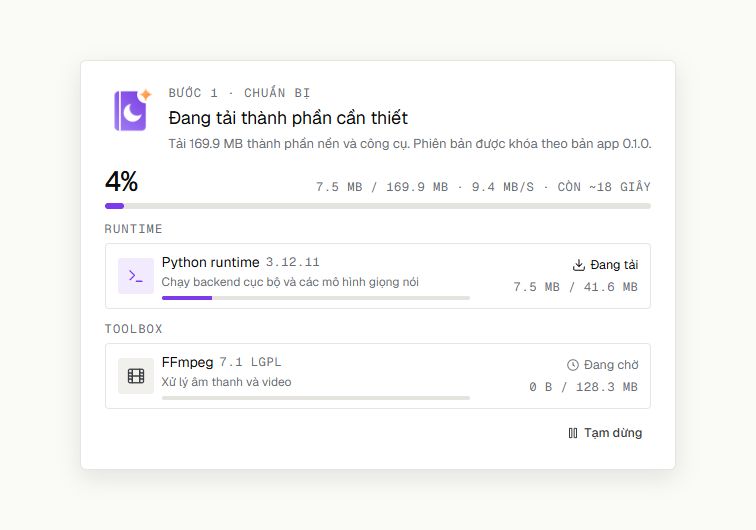 BƯỚC 1 · CHUẨN BỊ
Đang tải thành phần cần thiết
Tải 169.9 MB thành phần nền và công cụ. Phiên bản được khóa theo bản app 0.1.0.
4%
7.5 MB / 169.9 MB · 9.4 MB/S · CÒN ~18 GIÂY
RUNTIME
Python runtime 3.12.11
Đang tải
Chạy backend cục bộ và các mô hình giọng nói
7.5 MB / 41.6 MB
TOOLBOX
FFmpeg 7.1 LGPL
Đang chờ
Xử lý âm thanh và video
0 B / 128.3 MB
Tạm dừng